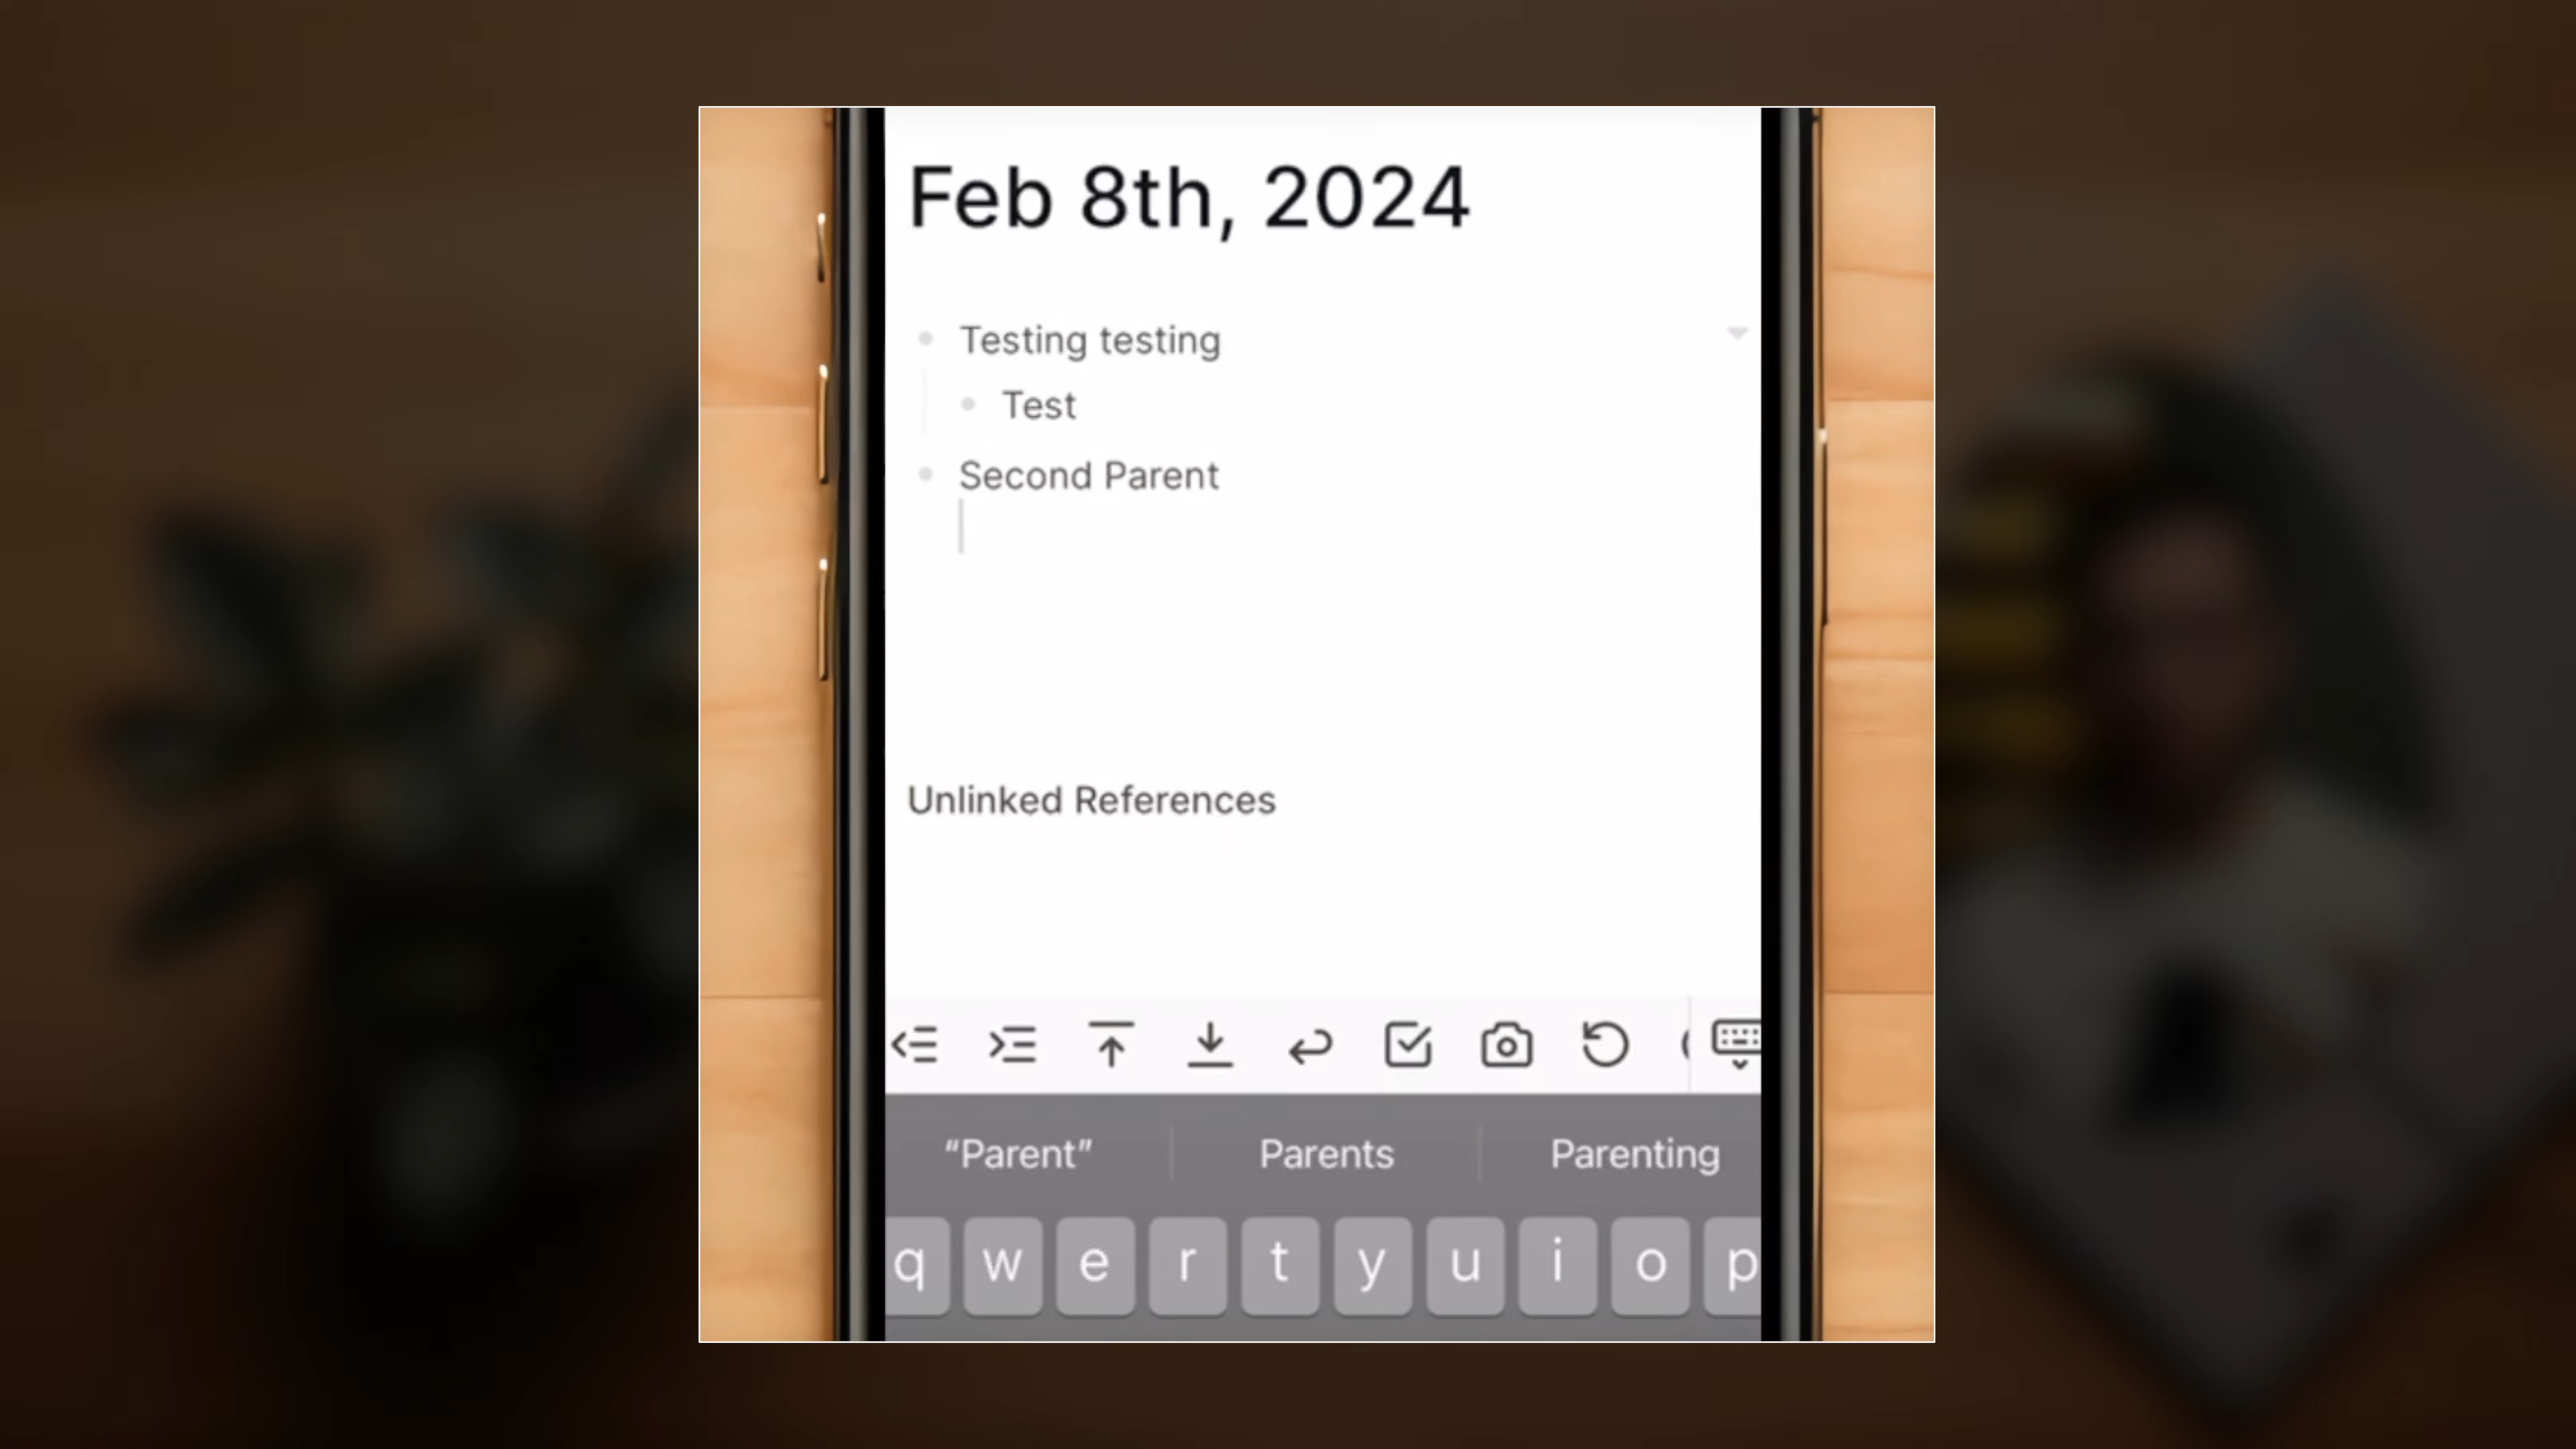 Feb 8th, 2024
Testing testing
Test
Second Parent
Unlinked References
“Parent” Parents Parenting
q w e r t y u i o p